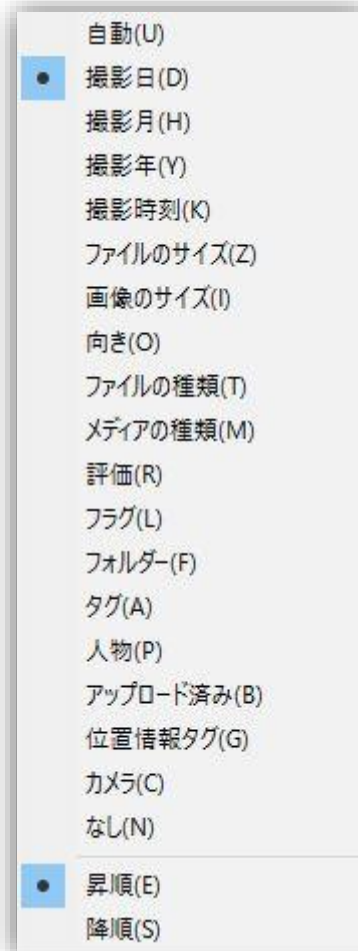 自動(U)
撮影日(D)
撮影月(H)
撮影年(Y)
撮影時刻(K)
ファイルのサイズ(Z)
画像のサイズ(I)
向き(O)
ファイルの種類(T)
メディアの種類(M)
評価(R)
フラグ(L)
フォルダー(F)
タグ(A)
人物(P)
アップロード済み(B)
位置情報タグ(G)
カメラ(C)
なし(N)
昇順(E)
降順(S)